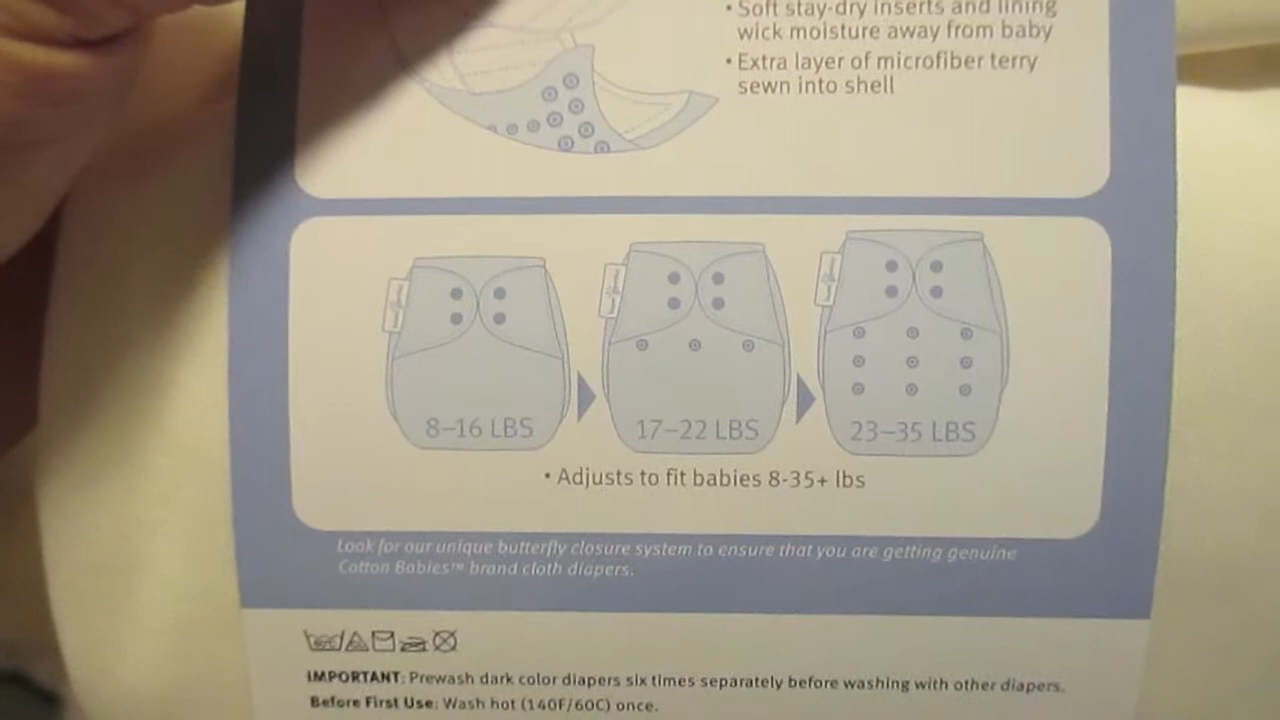 • Soft stay-dry inserts and lining
wick moisture away from baby
• Extra layer of microfiber terry
sewn into shell
8–16 LBS
17–22 LBS
23–35 LBS
• Adjusts to fit babies 8-35+ lbs
Look for our unique butterfly closure system to ensure that you are getting genuine
Cotton Babies™ brand cloth diapers.
IMPORTANT: Prewash dark color diapers six times separately before washing with other diapers.
Before First Use: Wash hot (140F/60C) once.